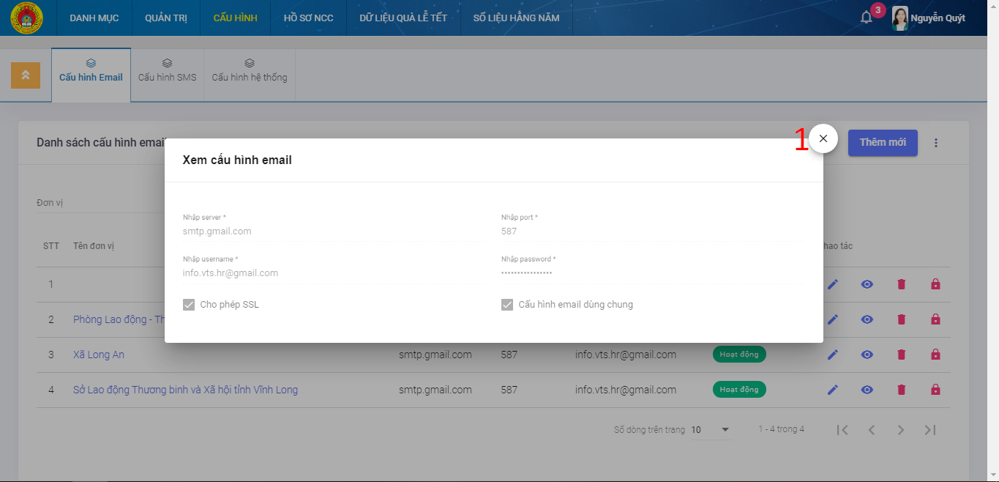 DANH MỤC QUẢN TRỊ CẤU HÌNH HỒ SƠ NCC DỮ LIỆU QUÀ LỄ TẾT SỐ LIỆU HẰNG NĂM 3 Nguyễn Quýt
Cấu hình Email Cấu hình SMS Cấu hình hệ thống
Danh sách cấu hình email 1 Thêm mới
Xem cấu hình email
Đơn vị
Nhập server * Nhập port *
smtp.gmail.com 587
STT Tên đơn vị hao tác
Nhập username * Nhập password *
info.vts.hr@gmail.com ••••••••••••••••
1
Cho phép SSL Cấu hình email dùng chung
2 Phòng Lao động - Th
3 Xã Long An smtp.gmail.com 587 info.vts.hr@gmail.com Hoạt động
4 Sở Lao động Thương binh và Xã hội tỉnh Vĩnh Long smtp.gmail.com 587 info.vts.hr@gmail.com Hoạt động
Số dòng trên trang 10 1 - 4 trong 4